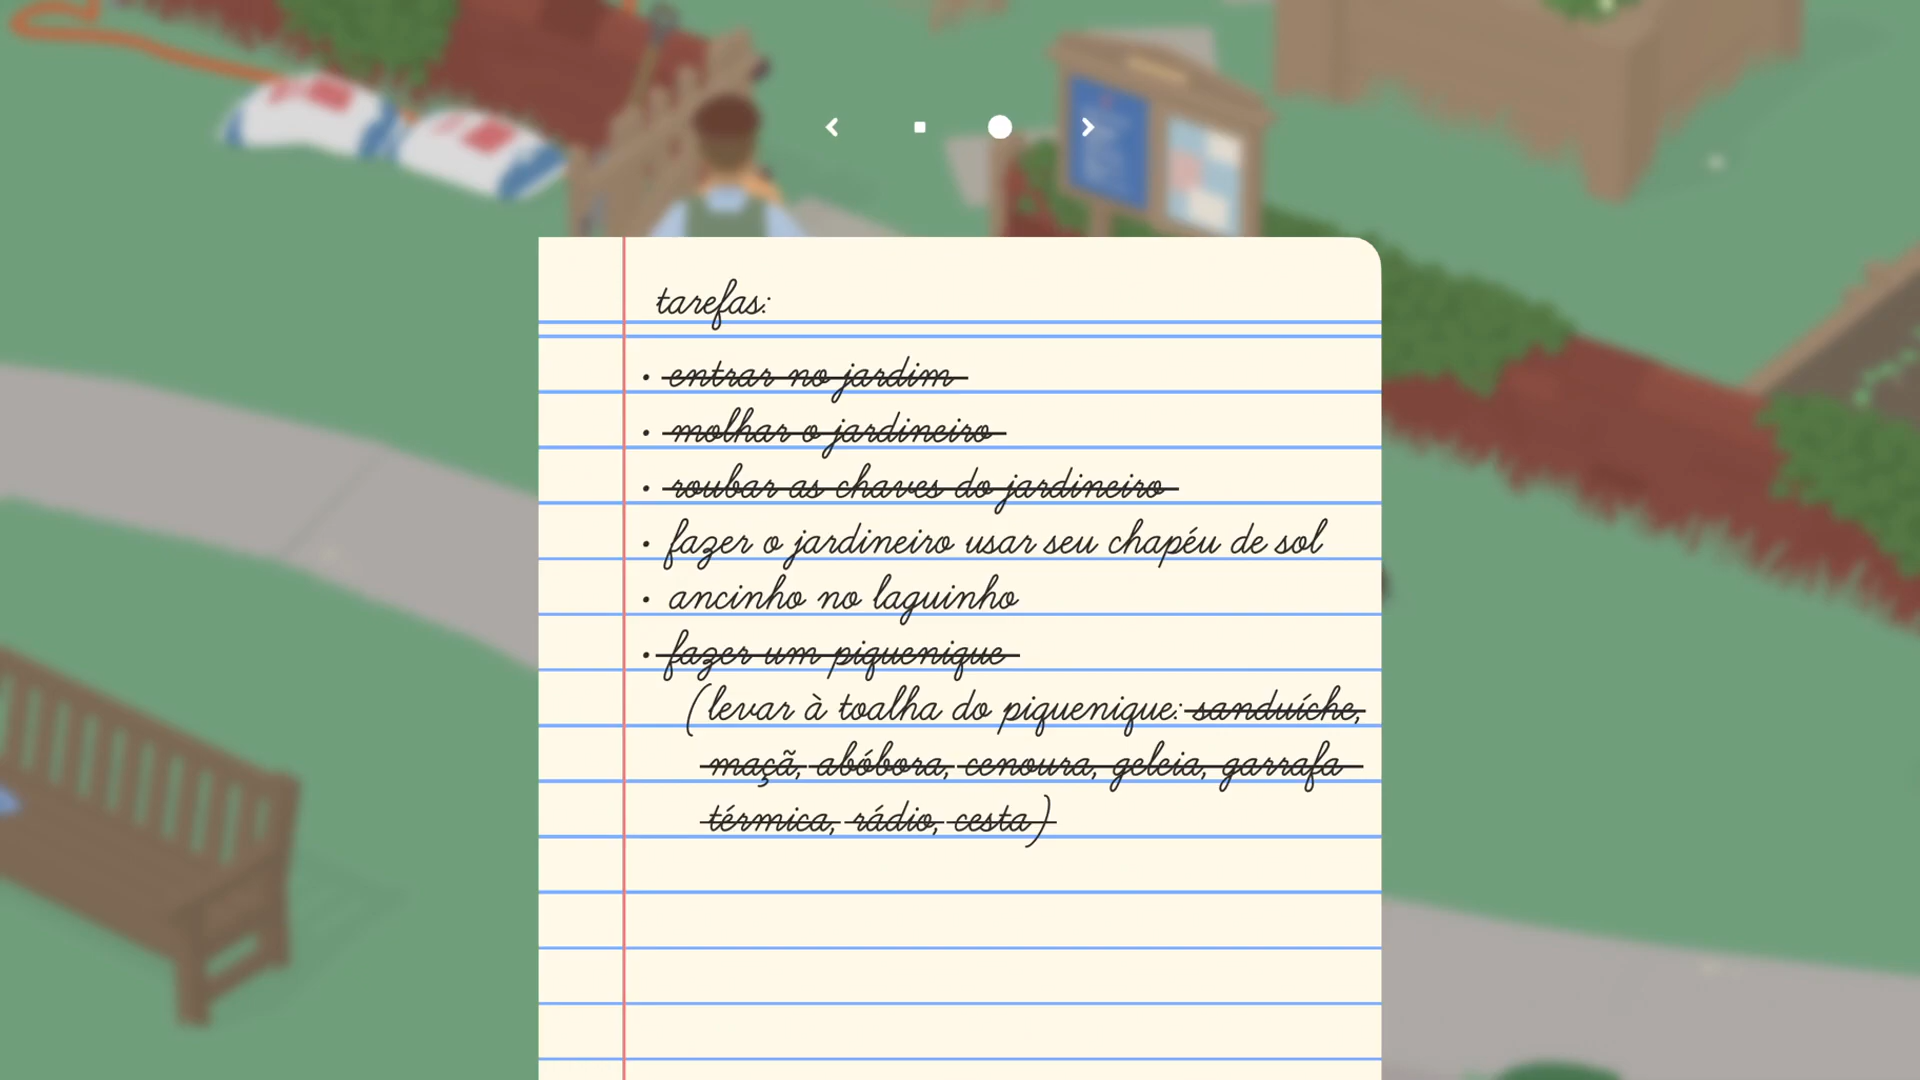 tarefas:
• entrar no jardim
• molhar o jardineiro
• roubar as chaves do jardineiro
• fazer o jardineiro usar seu chapéu de sol
• ancinho no laguinho
• fazer um piquenique
(levar à toalha do piquenique: sanduíche,
maçã, abóbora, cenoura, geleia, garrafa
térmica, rádio, cesta)